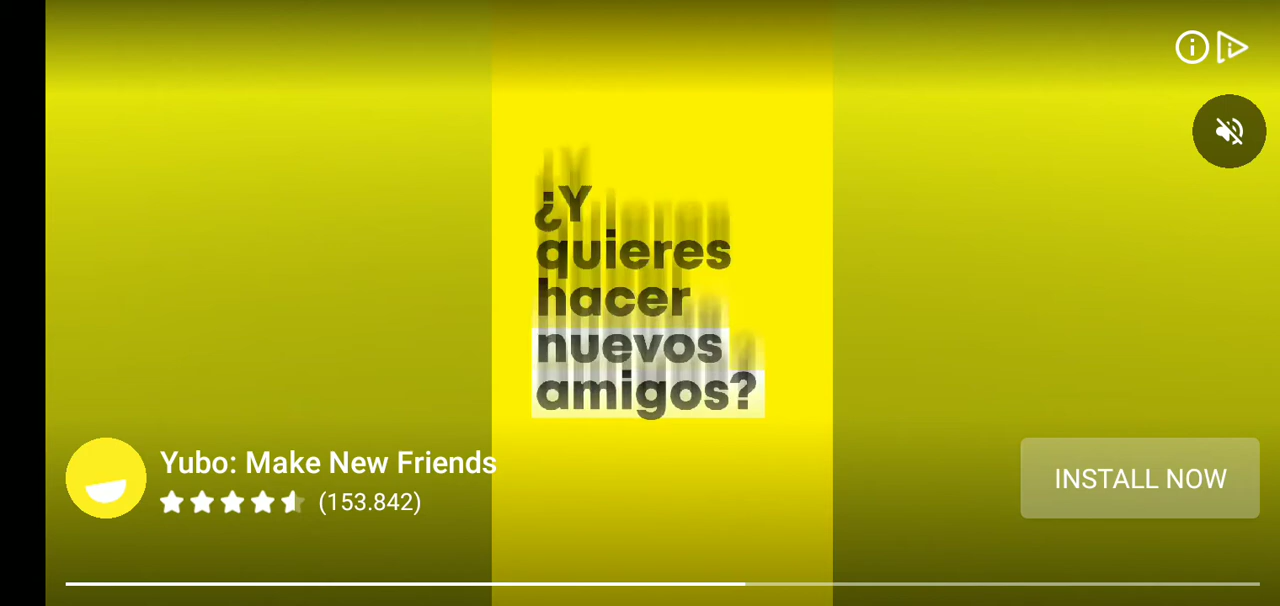 ¿Y
quieres
hacer
nuevos
amigos?
Yubo: Make New Friends
(153.842)
INSTALL NOW